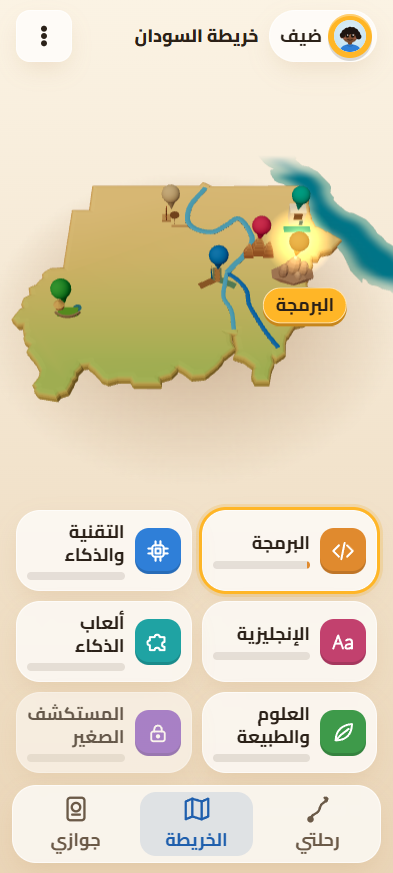 ضيف
خريطة السودان
البرمجة
البرمجة
التقنية
والذكاء
الإنجليزية
Aa
ألعاب
الذكاء
العلوم
والطبيعة
المستكشف
الصغير
رحلتي
الخريطة
جوازي